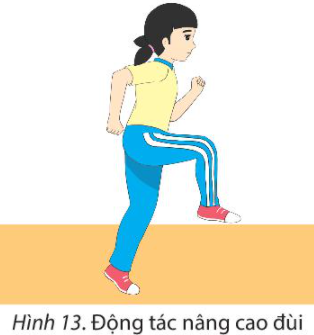 Hình 13. Động tác nâng cao đùi